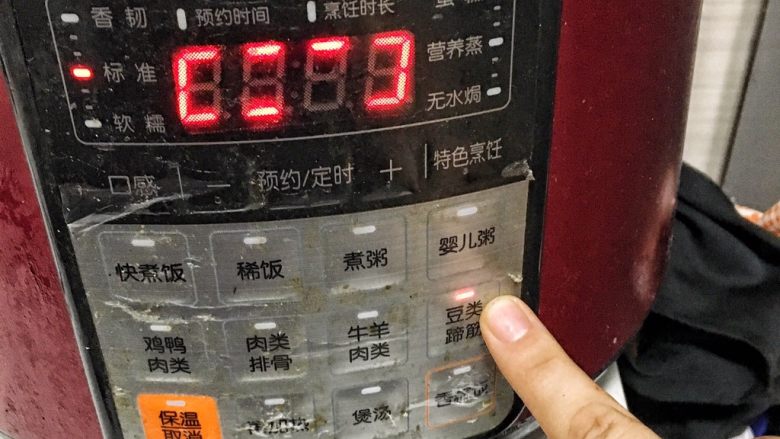 香韧 预约时间 烹饪时长
标准 营养蒸
软糯 无水焗
口感 — 预约/定时 + 特色烹饪
快煮饭 稀饭 煮粥 婴儿粥
鸡鸭 肉类 牛羊 豆类
肉类 排骨 肉类 蹄筋
保温 煲汤
取消